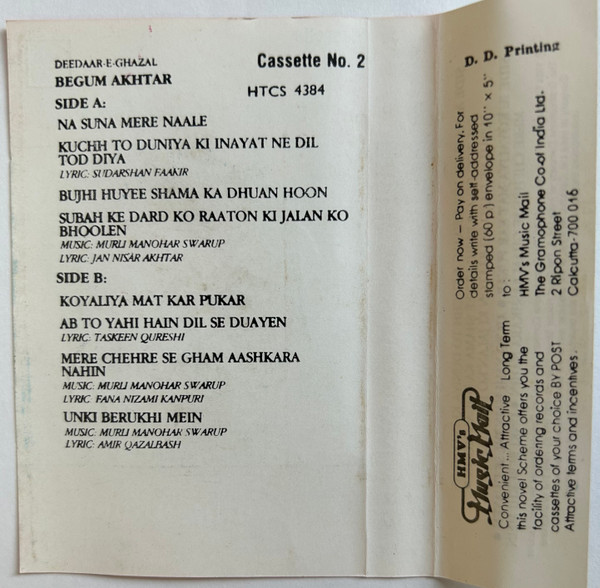 DEEDAAR-E-GHAZAL
Cassette No. 2
BEGUM AKHTAR
HTCS 4384
SIDE A:
NA SUNA MERE NAALE
KUCHH TO DUNIYA KI INAYAT NE DIL
TOD DIYA
LYRIC: SUDARSHAN FAAKIR
BUJHI HUYEE SHAMA KA DHUAN HOON
SUBAH KE DARD KO RAATON KI JALAN KO
BHOOLEN
MUSIC: MURLI MANOHAR SWARUP
LYRIC: JAN NISAR AKHTAR
SIDE B:
KOYALIYA MAT KAR PUKAR
AB TO YAHI HAIN DIL SE DUAYEN
LYRIC: TASKEEN QURESHI
MERE CHEHRE SE GHAM AASHKARA
NAHIN
MUSIC: MURLI MANOHAR SWARUP
LYRIC: FANA NIZAMI KANPURI
UNKI BERUKHI MEIN
MUSIC: MURLI MANOHAR SWARUP
LYRIC: AMIR QAZALBASH
D. D. Printing
HMV's
Music Mail
Convenient... Attractive Long Term
this novel Scheme offers you the
facility of ordering records and
cassettes of your choice BY POST
Attractive terms and incentives.
Order now – Pay on delivery. For
details write with self-addressed
stamped (60 p) envelope in 10" × 5"
to:
HMV's Music Mail
The Gramophone Co of India Ltd.
2 Ripon Street
Calcutta-700 016